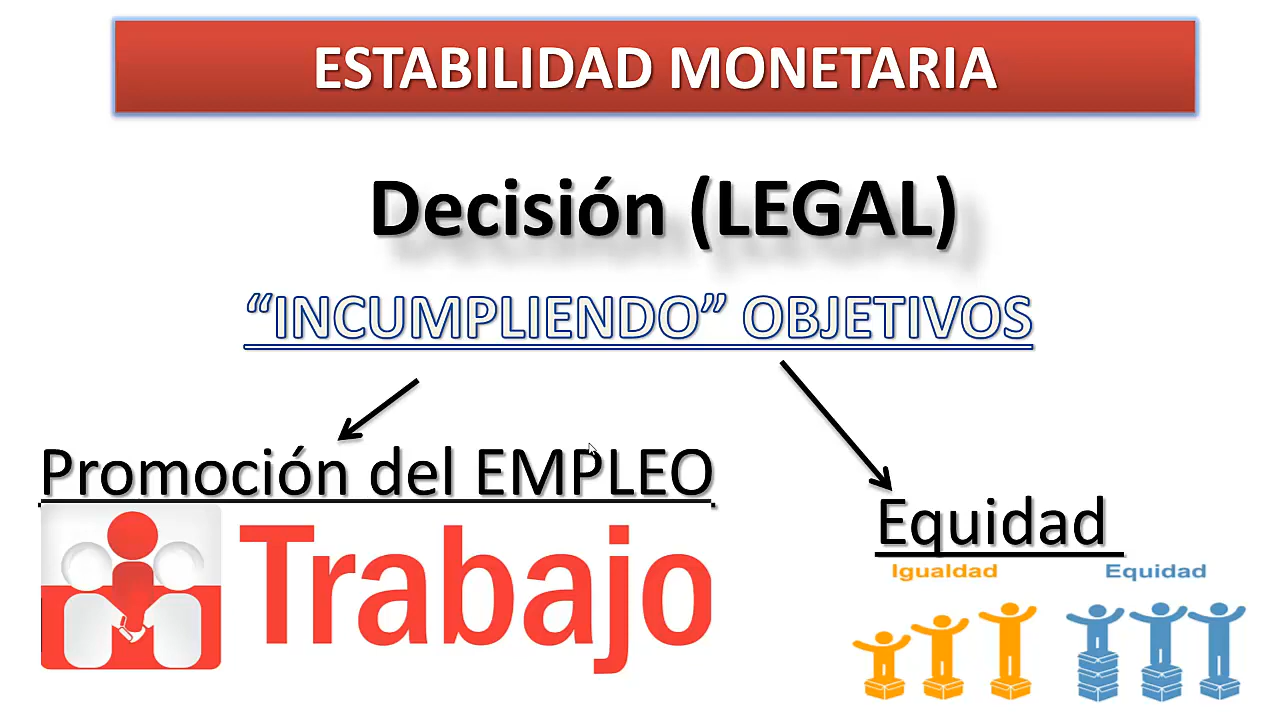 ESTABILIDAD MONETARIA
Decisión (LEGAL)
“INCUMPLIENDO” OBJETIVOS
Promoción del EMPLEO
Trabajo
Equidad
Igualdad
Equidad